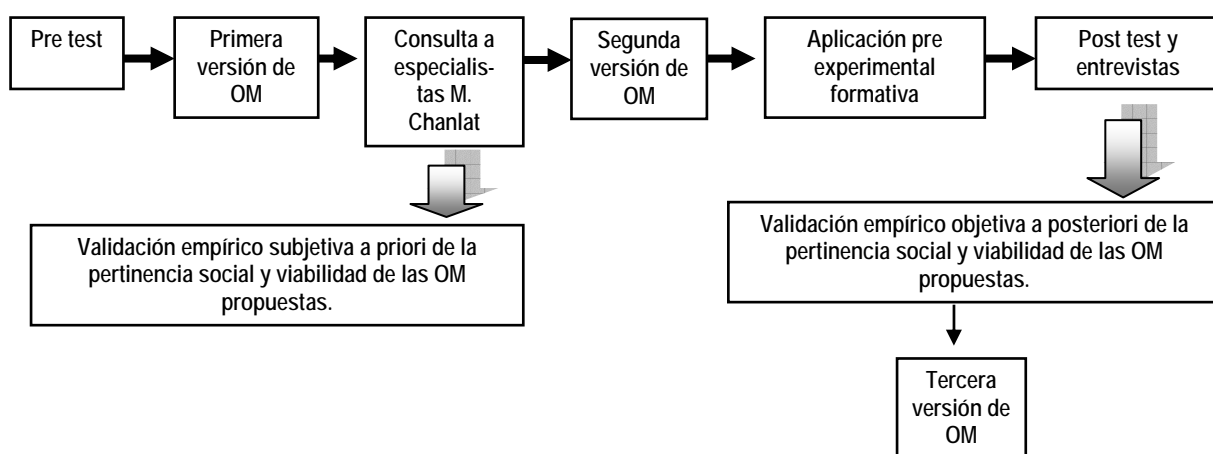 Pre test
Primera
versión de
OM
Consulta a
especialis-
tas M.
Chanlat
Segunda
versión de
OM
Aplicación pre
experimental
formativa
Post test y
entrevistas
Validación empírico subjetiva a priori de la
pertinencia social y viabilidad de las OM
propuestas.
Validación empírico objetiva a posteriori de la
pertinencia social y viabilidad de las OM
propuestas.
Tercera
versión de
OM